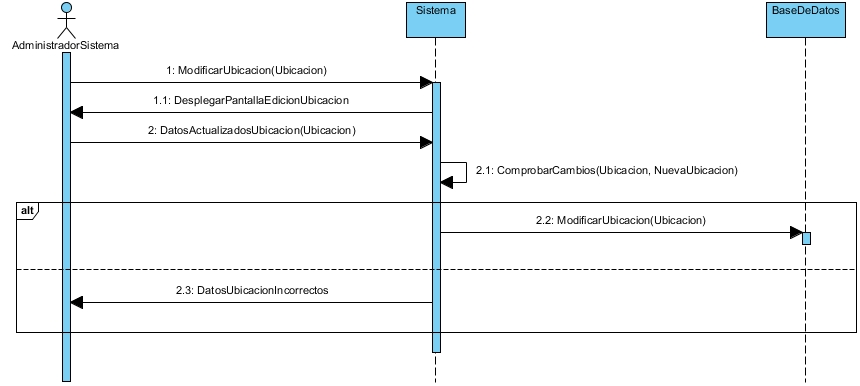 Sistema
BaseDeDatos
AdministradorSistema
1: ModificarUbicacion(Ubicacion)
1.1: DesplegarPantallaEdicionUbicacion
2: DatosActualizadosUbicacion(Ubicacion)
2.1: ComprobarCambios(Ubicacion, NuevaUbicacion)
alt
2.2: ModificarUbicacion(Ubicacion)
2.3: DatosUbicacionIncorrectos